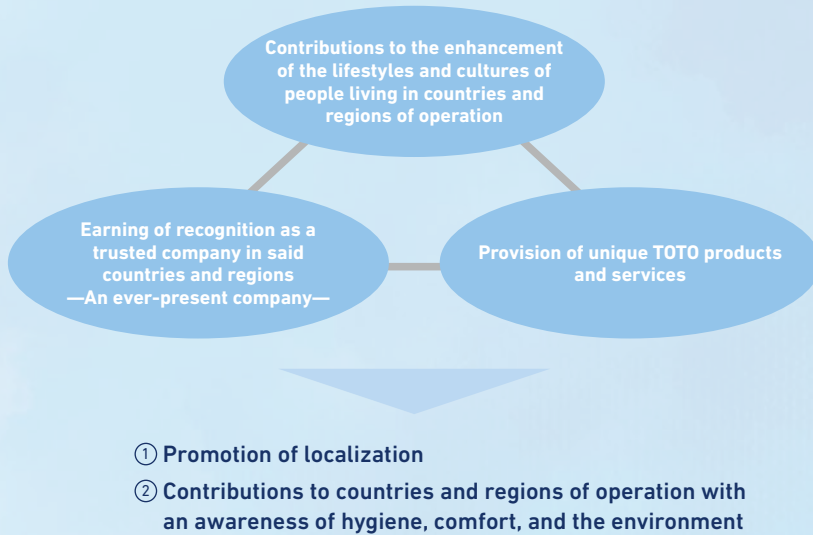 Contributions to the enhancement
of the lifestyles and cultures of
people living in countries and
regions of operation
Earning of recognition as a
trusted company in said
countries and regions
—An ever-present company—
Provision of unique TOTO products
and services
① Promotion of localization
② Contributions to countries and regions of operation with
an awareness of hygiene, comfort, and the environment